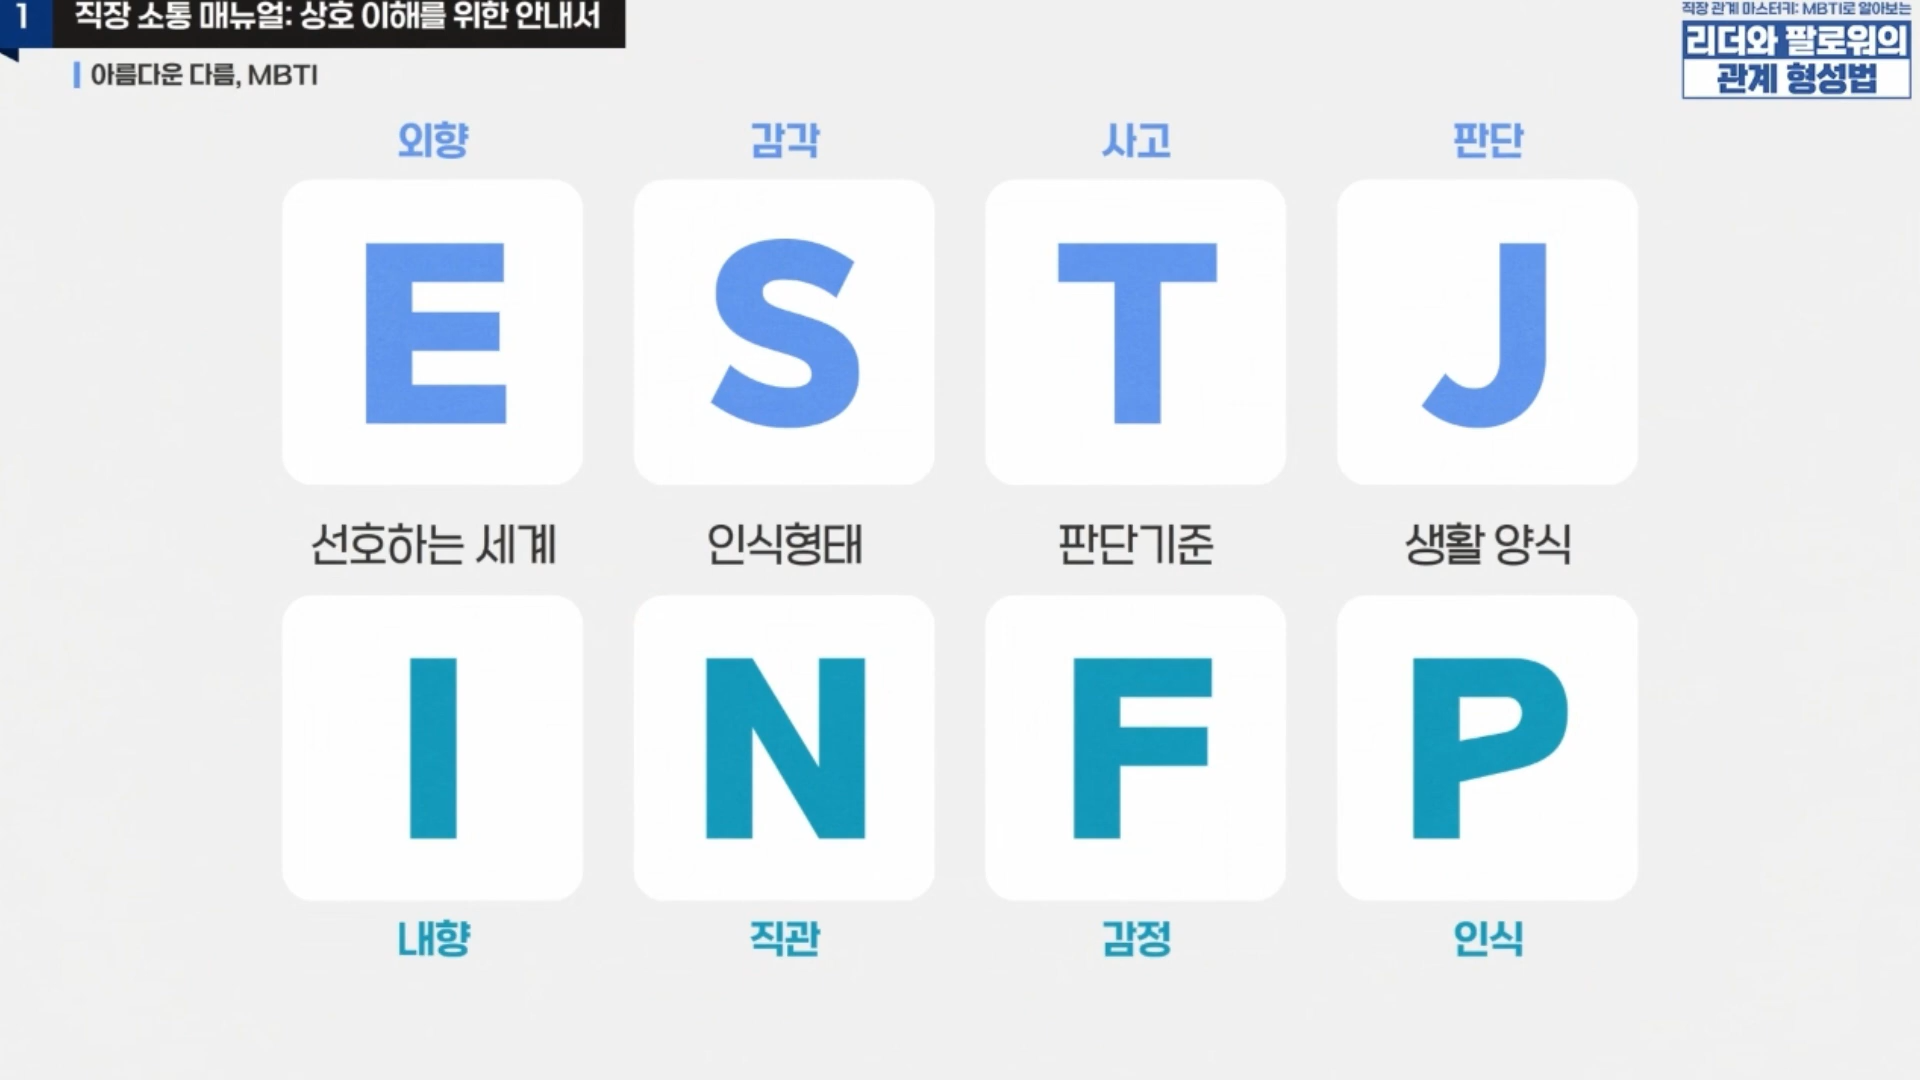 1 직장 소통 매뉴얼: 상호 이해를 위한 안내서
아름다운 다름, MBTI
직장 관계 마스터키: MBTI로 알아보는
리더와 팔로워의
관계 형성법
외향 감각 사고 판단
E S T J
선호하는 세계 인식형태 판단기준 생활 양식
I N F P
내향 직관 감정 인식